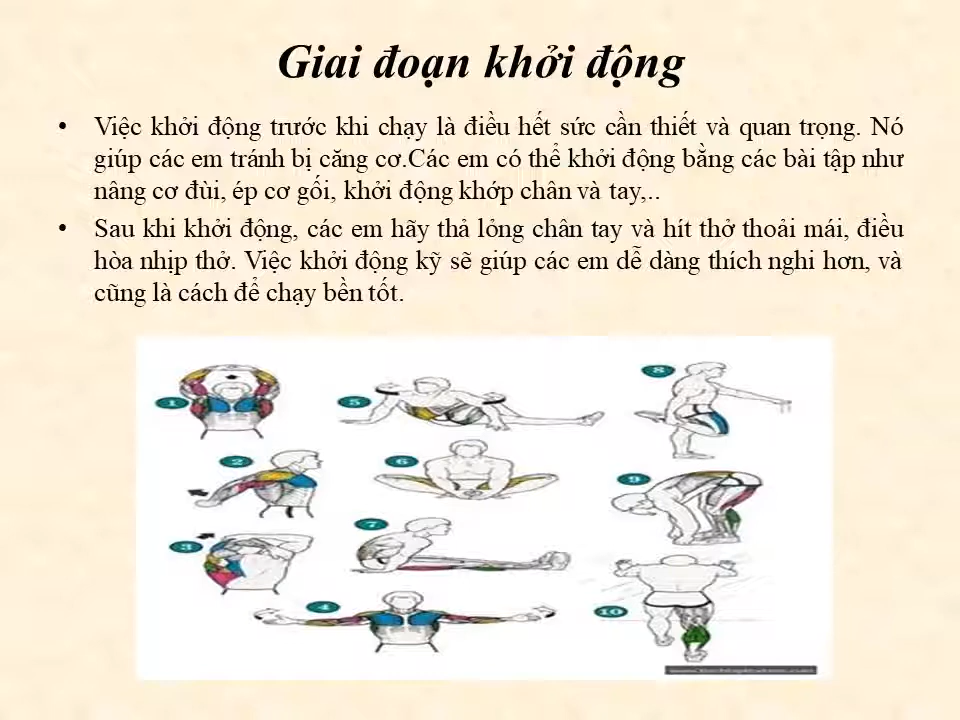 Giai đoạn khởi động
• Việc khởi động trước khi chạy là điều hết sức cần thiết và quan trọng. Nó
giúp các em tránh bị căng cơ.Các em có thể khởi động bằng các bài tập như
nâng cơ đùi, ép cơ gối, khởi động khớp chân và tay,..
• Sau khi khởi động, các em hãy thả lỏng chân tay và hít thở thoải mái, điều
hòa nhịp thở. Việc khởi động kỹ sẽ giúp các em dễ dàng thích nghi hơn, và
cũng là cách để chạy bền tốt.
1
2
3
4
5
6
7
8
9
10